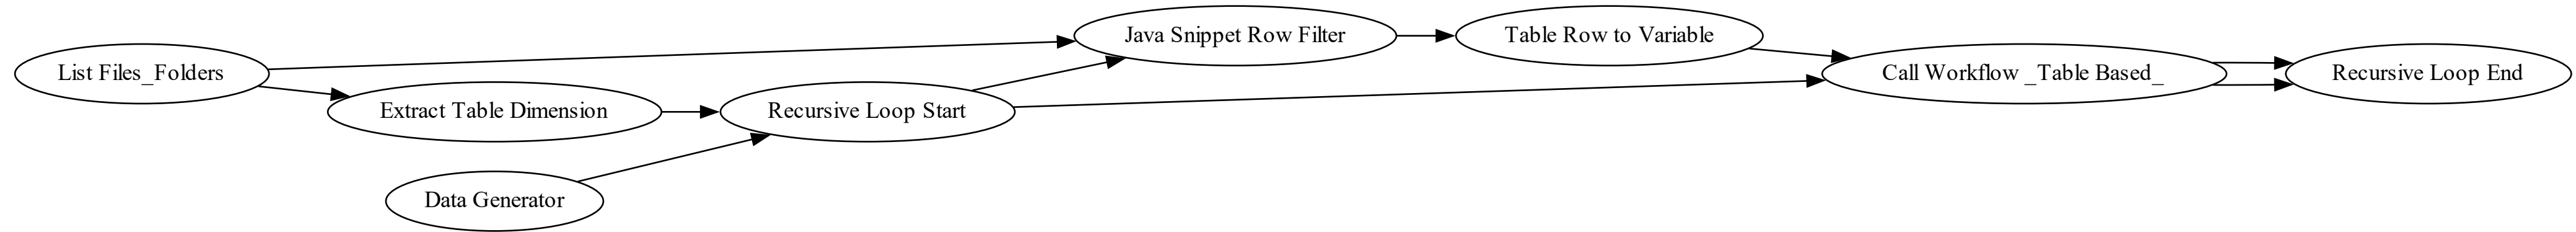 List Files_Folders
Extract Table Dimension
Data Generator
Recursive Loop Start
Java Snippet Row Filter
Table Row to Variable
Call Workflow _Table Based_
Recursive Loop End